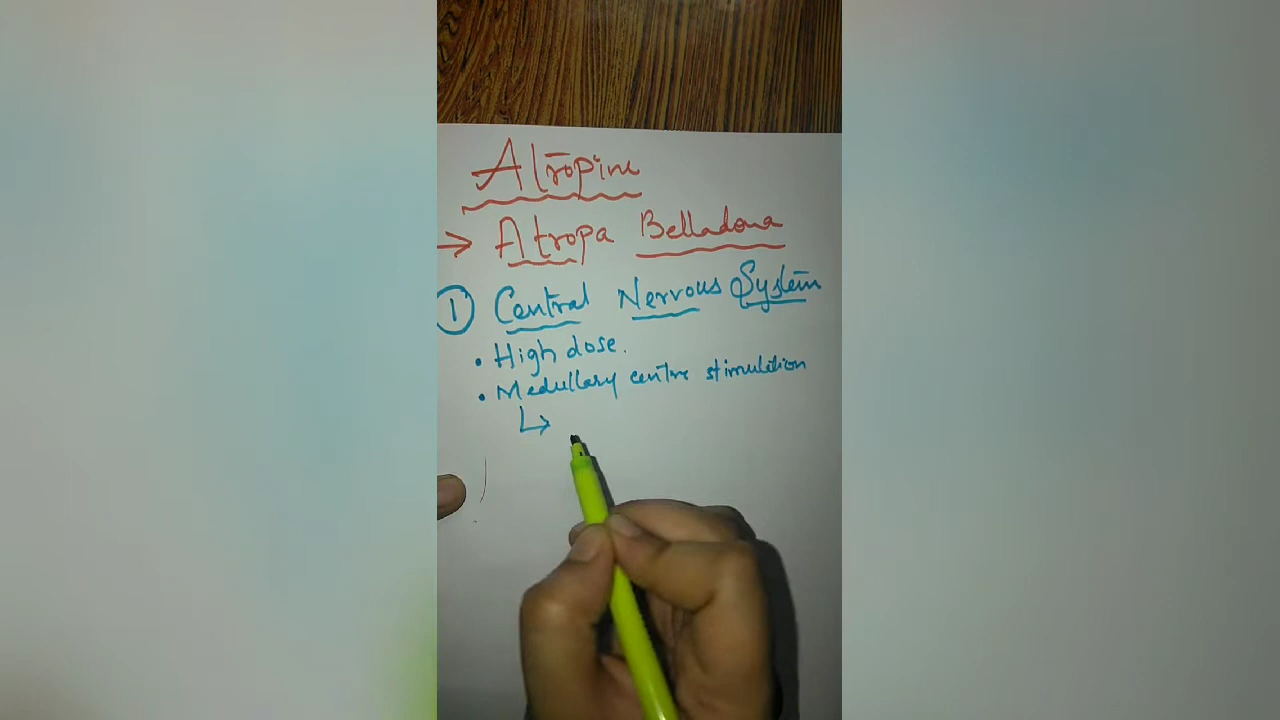 Atropine
→ Atropa Belladona
① Central Nervous System
• High dose.
• Medullary centre stimulation
↳